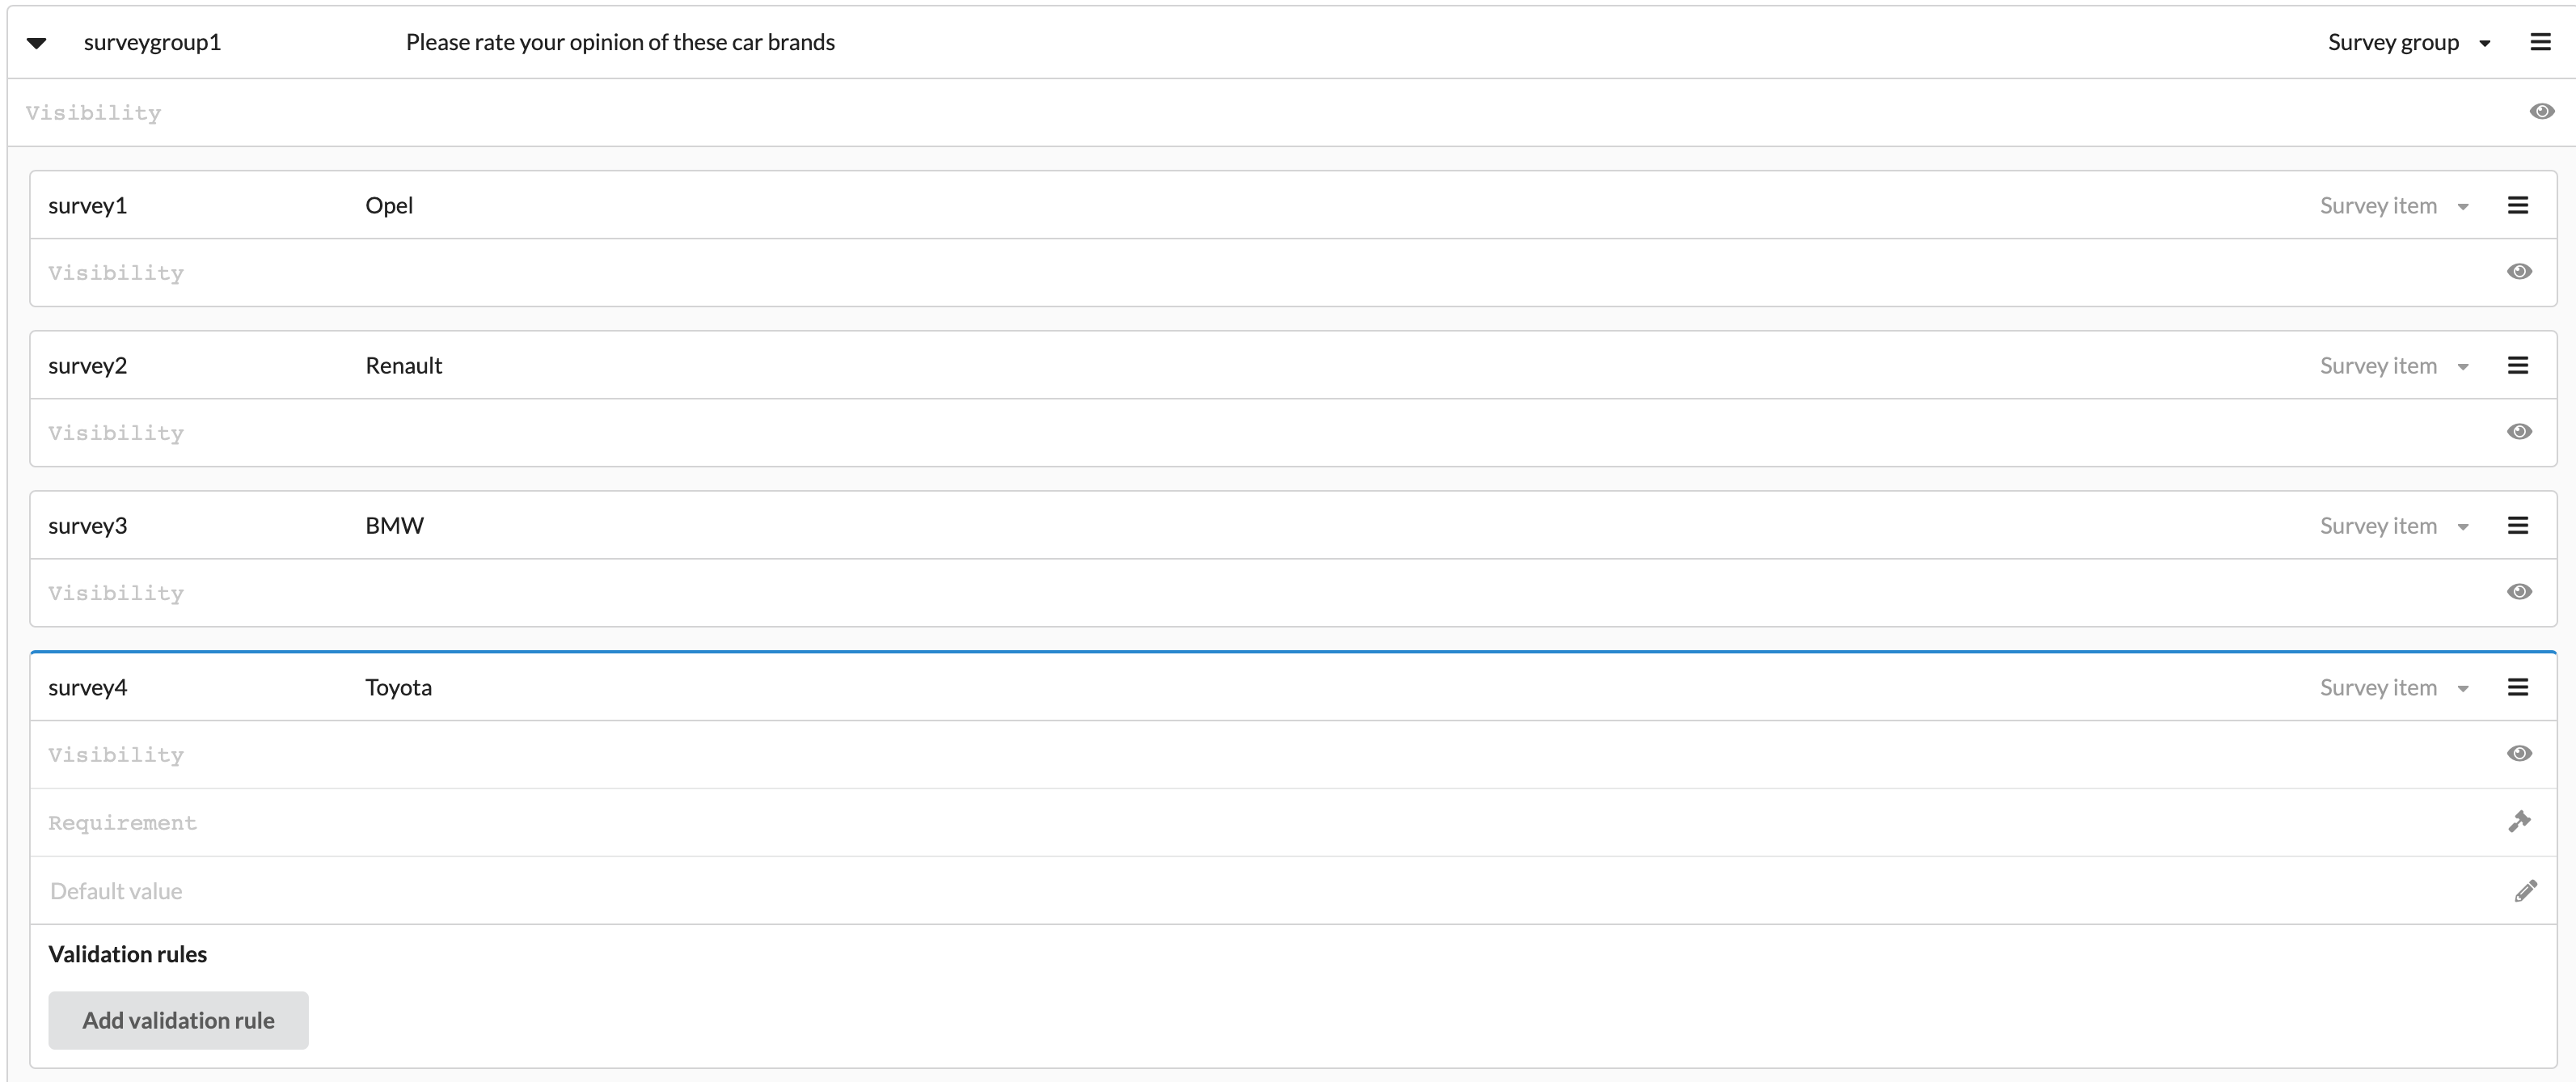 surveygroup1 Please rate your opinion of these car brands Survey group
Visibility
survey1 Opel Survey item
Visibility
survey2 Renault Survey item
Visibility
survey3 BMW Survey item
Visibility
survey4 Toyota Survey item
Visibility
Requirement
Default value
Validation rules
Add validation rule